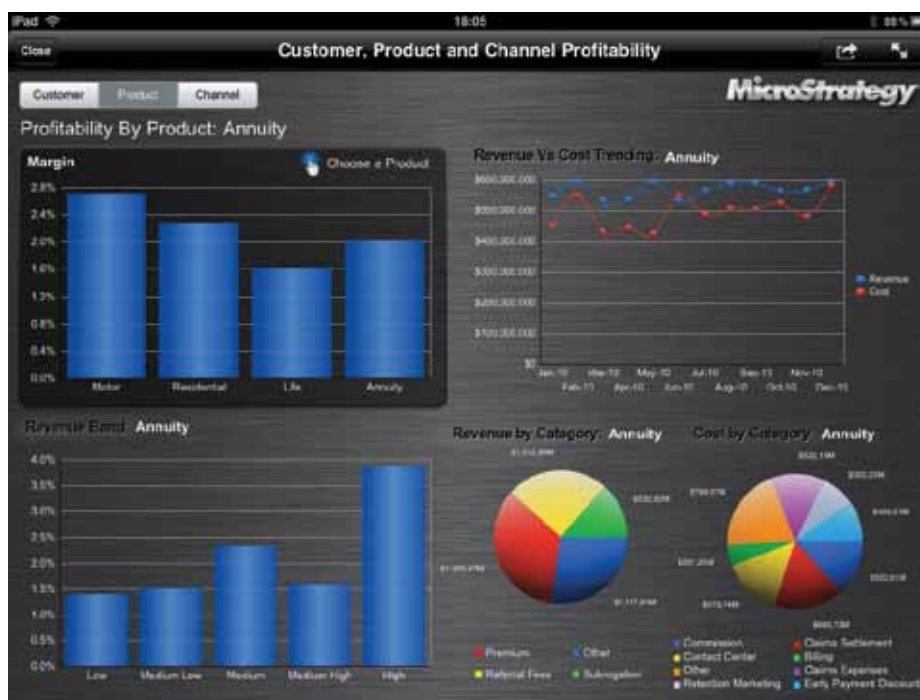 iPad
18:05
88%
Close
Customer, Product and Channel Profitability
Customer
Product
Channel
MicroStrategy
Profitability By Product: Annuity
Margin
Choose a Product
2.8%
2.4%
2.0%
1.6%
1.2%
0.8%
0.4%
0.0%
Motor
Residential
Life
Annuity
Revenue Vs Cost Trending: Annuity
$600,000,000
$500,000,000
$400,000,000
$300,000,000
$200,000,000
$100,000,000
$0
Jan-10
Mar-10
May-10
Jul-10
Sep-10
Nov-10
Feb-10
Apr-10
Jun-10
Aug-10
Oct-10
Dec-10
Revenue
Cost
Revenue Band: Annuity
4.0%
3.5%
3.0%
2.5%
2.0%
1.5%
1.0%
0.5%
0.0%
Low
Medium Low
Medium
Medium High
High
Revenue by Category: Annuity
Premium
Other
Referral Fees
Subrogation
Cost by Category: Annuity
Commission
Claims Settlement
Contact Center
Billing
Other
Claims Expenses
Retention Marketing
Early Payment Discount